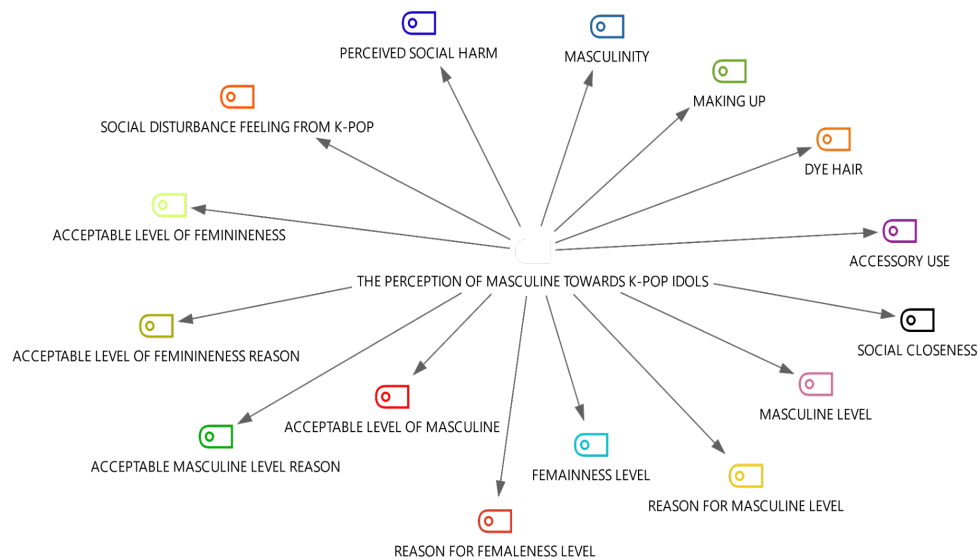 PERCEIVED SOCIAL HARM
MASCULINITY
MAKING UP
SOCIAL DISTURBANCE FEELING FROM K-POP
DYE HAIR
ACCEPTABLE LEVEL OF FEMININENESS
ACCESSORY USE
THE PERCEPTION OF MASCULINE TOWARDS K-POP IDOLS
ACCEPTABLE LEVEL OF FEMININENESS REASON
SOCIAL CLOSENESS
MASCULINE LEVEL
ACCEPTABLE LEVEL OF MASCULINE
ACCEPTABLE MASCULINE LEVEL REASON
FEMAINNESS LEVEL
REASON FOR MASCULINE LEVEL
REASON FOR FEMALENESS LEVEL